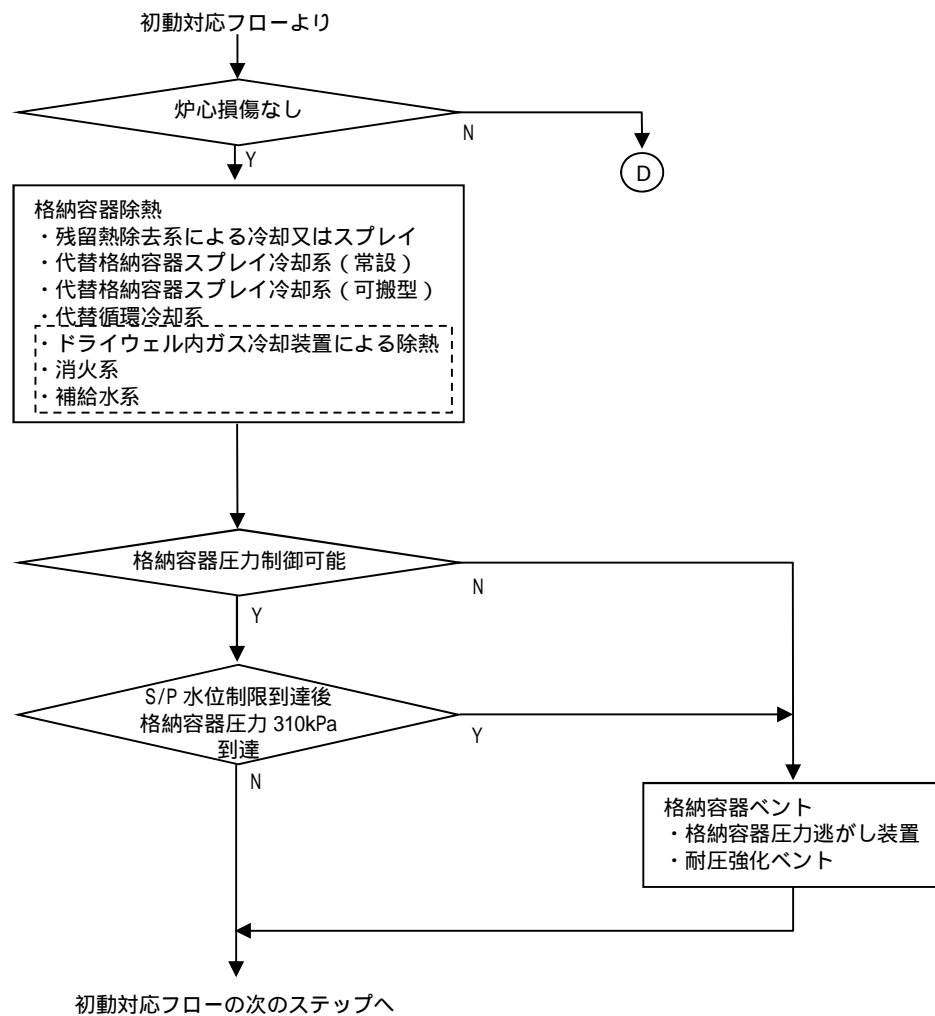 初動対応フローより
炉心損傷なし
N
Y
D
格納容器除熱
・残留熱除去系による冷却又はスプレイ
・代替格納容器スプレイ冷却系（常設）
・代替格納容器スプレイ冷却系（可搬型）
・代替循環冷却系
・ドライウェル内ガス冷却装置による除熱
・消火系
・補給水系
格納容器圧力制御可能
N
Y
S/P 水位制限到達後
格納容器圧力 310kPa
到達
Y
N
格納容器ベント
・格納容器圧力逃がし装置
・耐圧強化ベント
初動対応フローの次のステップへ